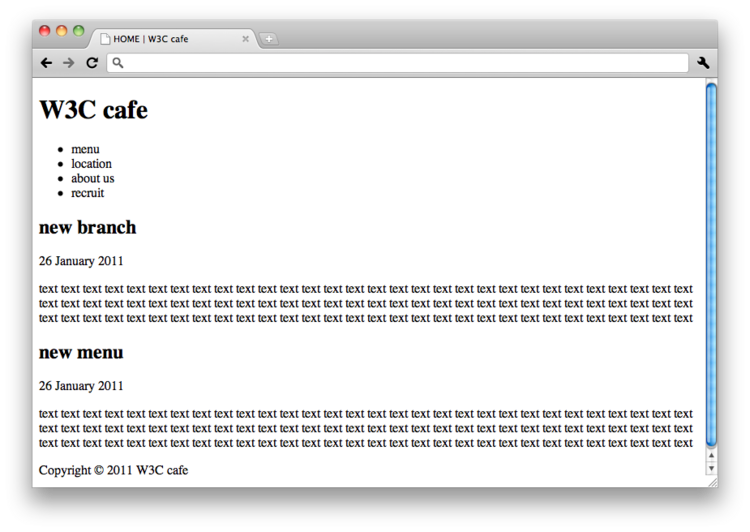 HOME | W3C cafe
W3C cafe
menu
location
about us
recruit
new branch
26 January 2011
text text text text text text text text text text text text text text text text text text text text text text text text text text text text text text
text text text text text text text text text text text text text text text text text text text text text text text text text text text text text text
text text text text text text text text text text text text text text text text text text text text text text text text text text text text text text
new menu
26 January 2011
text text text text text text text text text text text text text text text text text text text text text text text text text text text text text text
text text text text text text text text text text text text text text text text text text text text text text text text text text text text text text
text text text text text text text text text text text text text text text text text text text text text text text text text text text text text text
Copyright © 2011 W3C cafe